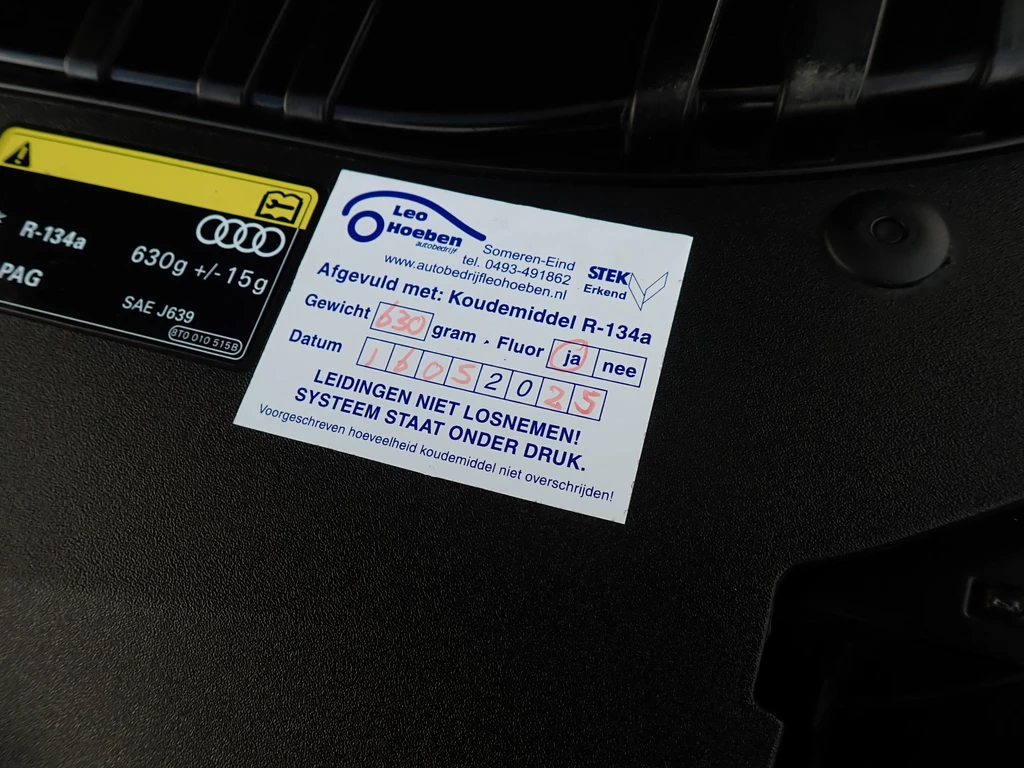 R-134a
630g +/- 15g
PAG
SAE J639
8T0 010 515B
Leo
Hoeben
autobedrijf
Someren-Eind
tel. 0493-491862
www.autobedrijfleohoeben.nl
STEK
Erkend
Afgevuld met: Koudemiddel R-134a
Gewicht 630 gram . Fluor ja nee
Datum 16052025
LEIDINGEN NIET LOSNEMEN!
SYSTEEM STAAT ONDER DRUK.
Voorgeschreven hoeveelheid koudemiddel niet overschrijden!